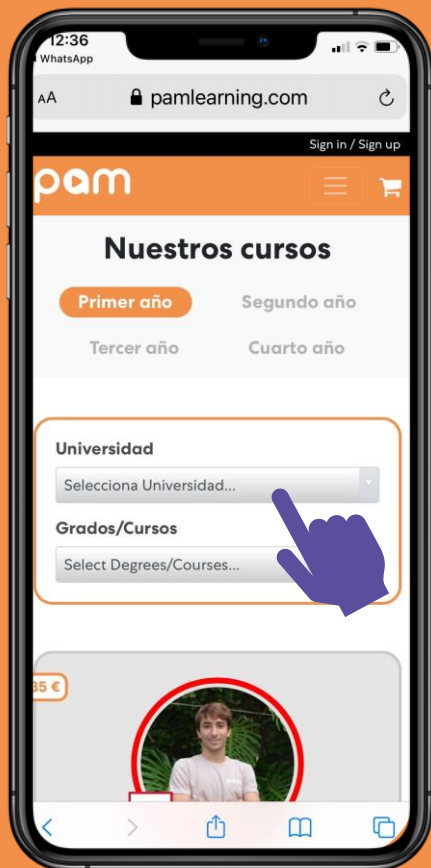 12:36
WhatsApp
AA pamlearning.com
Sign in / Sign up
pam
Nuestros cursos
Primer año Segundo año
Tercer año Cuarto año
Universidad
Selecciona Universidad...
Grados/Cursos
Select Degrees/Courses...
35 €